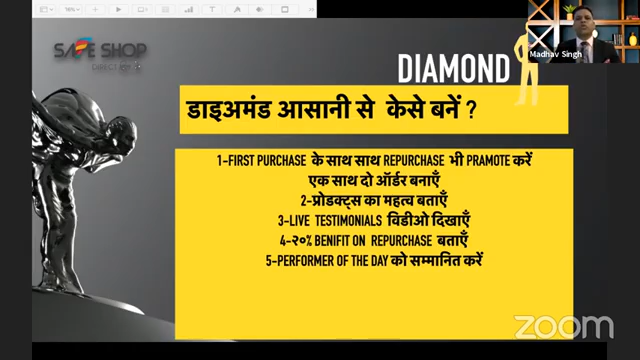 SAFE SHOP
Madhav Singh
DIAMOND
डाइअमंड आसानी से केसे बनें ?
1-FIRST PURCHASE के साथ साथ REPURCHASE भी PRAMOTE करें
एक साथ दो ऑर्डर बनाएँ
2-प्रोडक्ट्स का महत्व बताएँ
3-LIVE TESTIMONIALS विडीओ दिखाएँ
4-२०% BENIFIT ON REPURCHASE बताएँ
5-PERFORMER OF THE DAY को सम्मानित करें
zoom